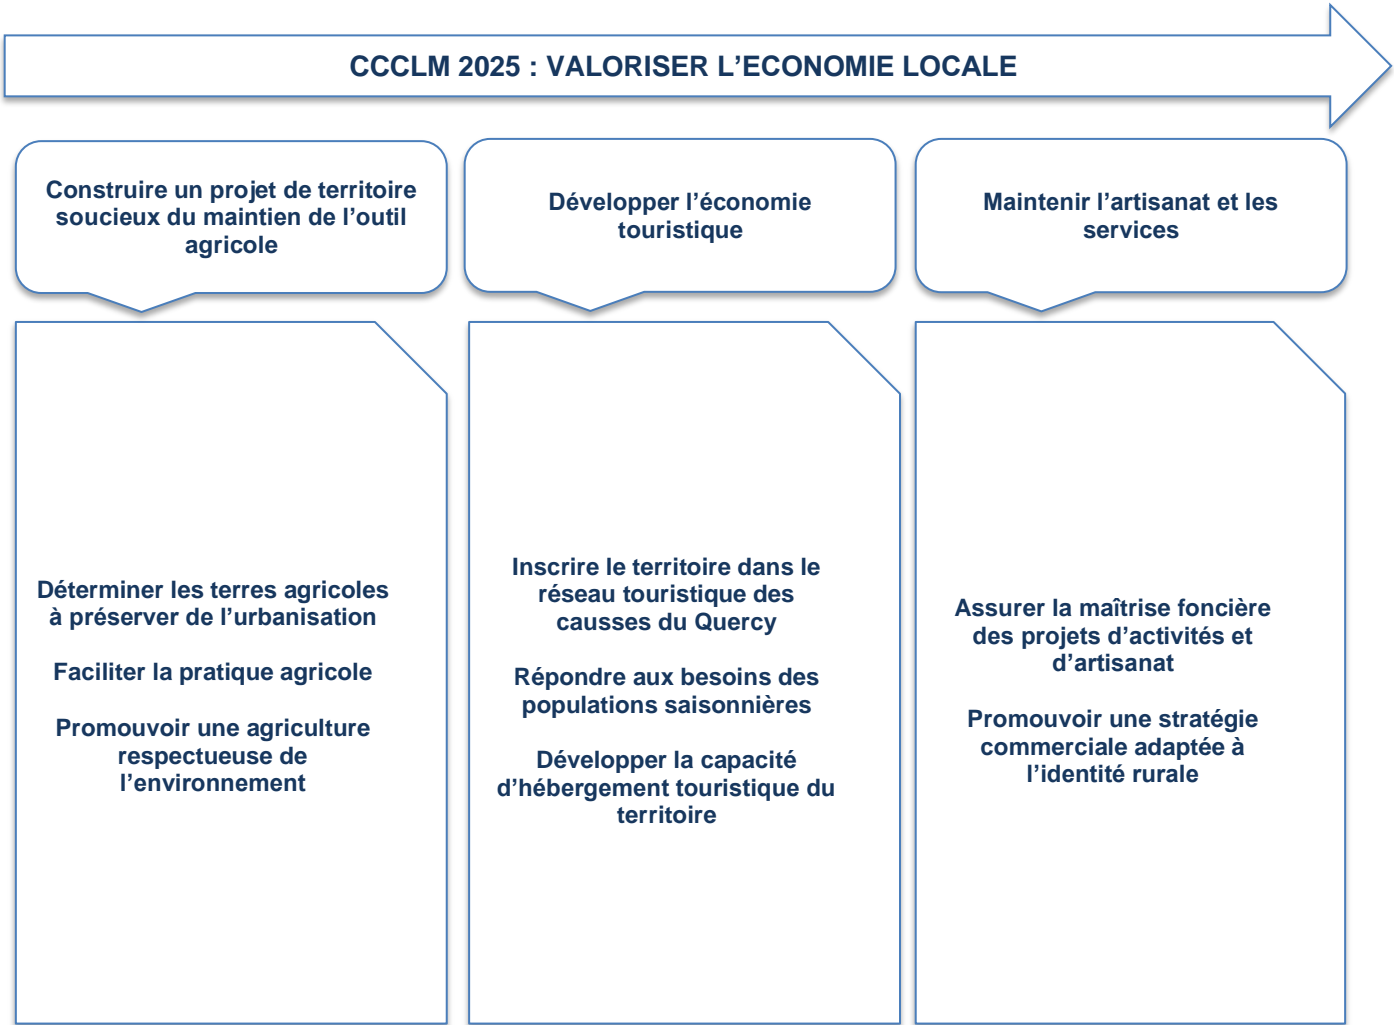 CCCLM 2025 : VALORISER L’ECONOMIE LOCALE
Construire un projet de territoire
soucieux du maintien de l’outil
agricole
Développer l’économie
touristique
Maintenir l’artisanat et les
services
Déterminer les terres agricoles
à préserver de l’urbanisation
Faciliter la pratique agricole
Promouvoir une agriculture
respectueuse de
l’environnement
Inscrire le territoire dans le
réseau touristique des
causses du Quercy
Répondre aux besoins des
populations saisonnières
Développer la capacité
d’hébergement touristique du
territoire
Assurer la maîtrise foncière
des projets d’activités et
d’artisanat
Promouvoir une stratégie
commerciale adaptée à
l’identité rurale